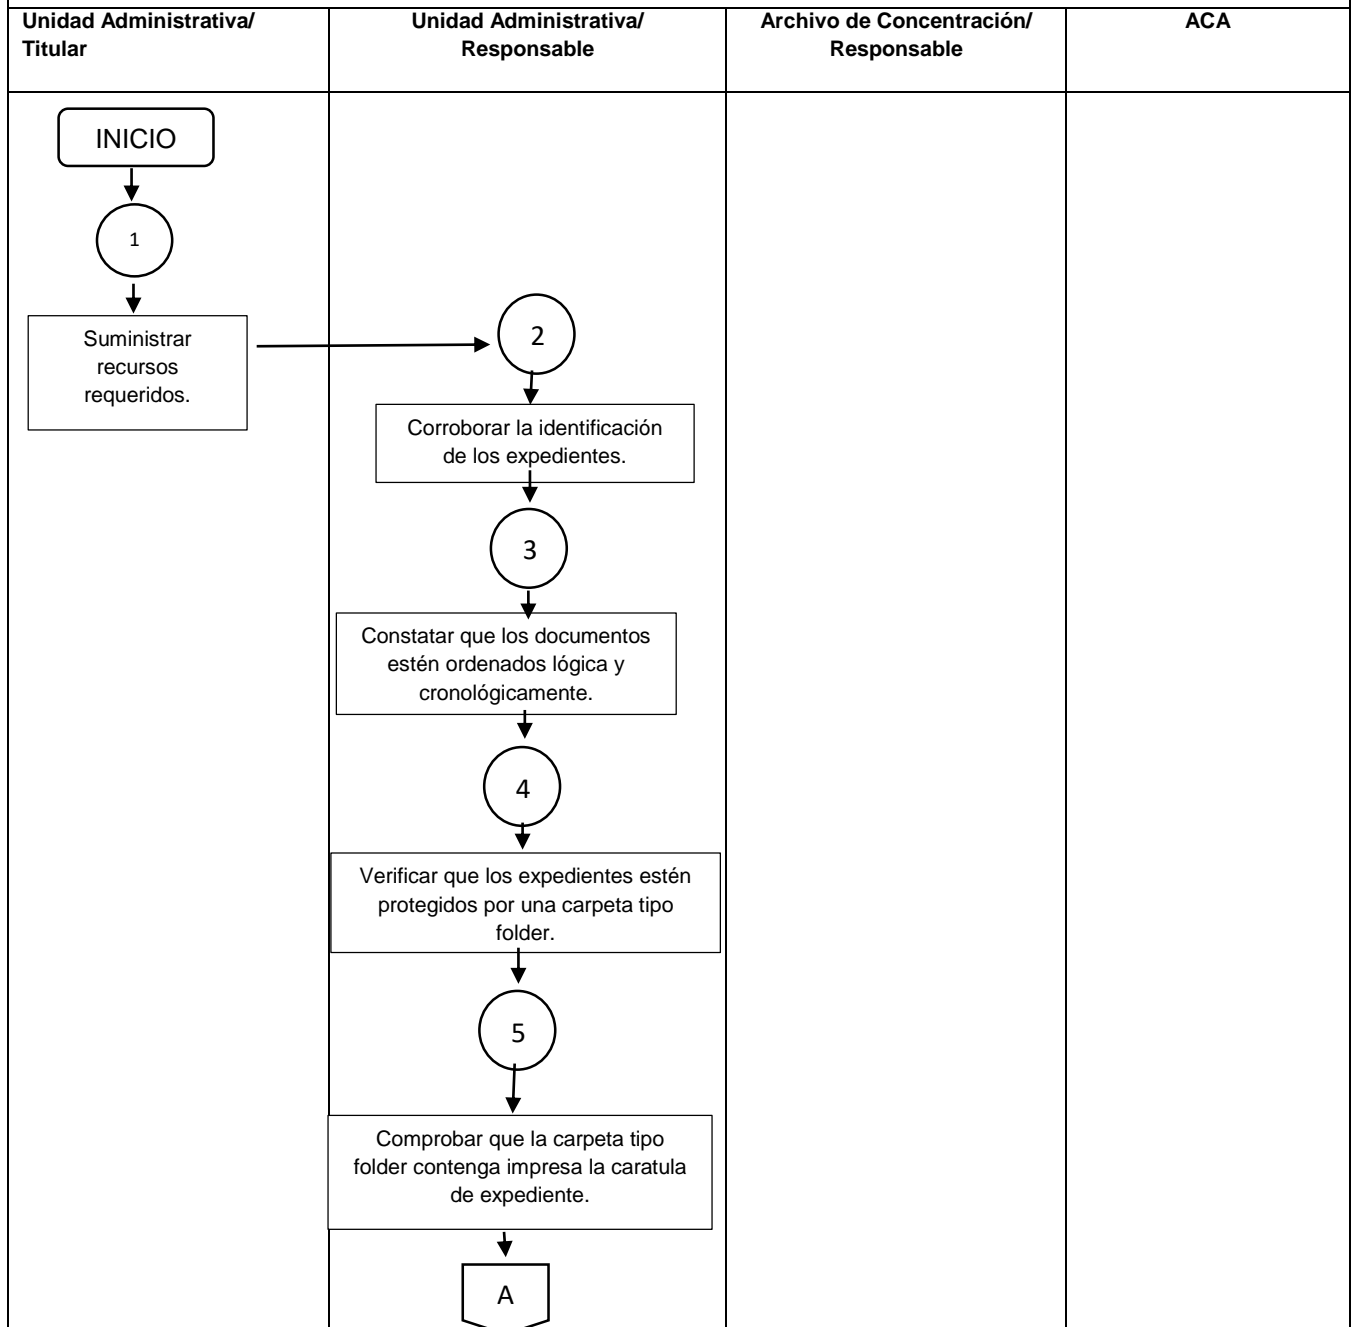 Unidad Administrativa/
Titular
Unidad Administrativa/
Responsable
Archivo de Concentración/
Responsable
ACA
INICIO
1
Suministrar
recursos
requeridos.
2
Corroborar la identificación
de los expedientes.
3
Constatar que los documentos
estén ordenados lógica y
cronológicamente.
4
Verificar que los expedientes estén
protegidos por una carpeta tipo
folder.
5
Comprobar que la carpeta tipo
folder contenga impresa la caratula
de expediente.
A